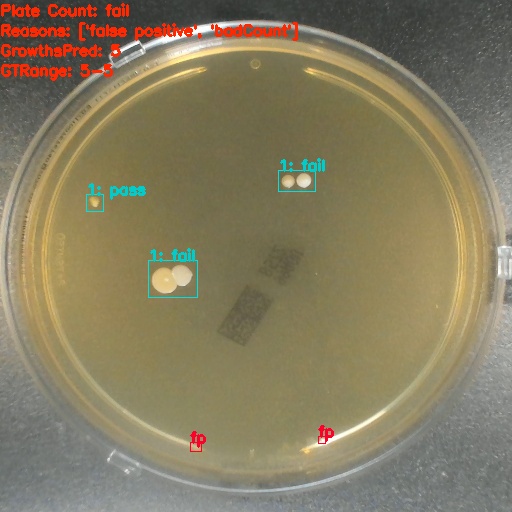 Plate Count: fail
Reasons: ['false positive', 'badCount']
GrowthsPred: 5
GTRange: 5-5
1: fail
1: pass
1: fail
fp
fp